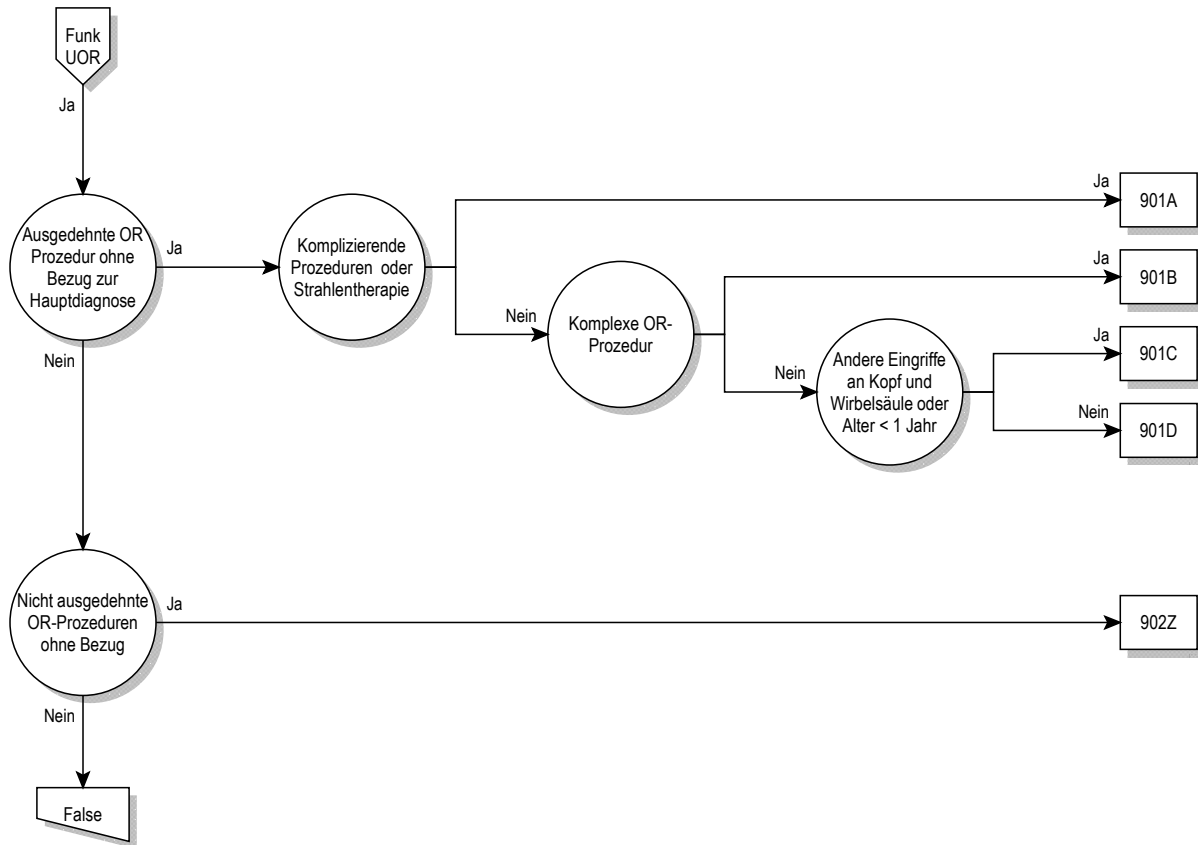 Funk
UOR
Ja
Ausgedehnte OR
Prozedur ohne
Bezug zur
Hauptdiagnose
Ja
Komplizierende
Prozeduren oder
Strahlentherapie
Ja
901A
Nein
Komplexe OR-
Prozedur
Ja
901B
Nein
Andere Eingriffe
an Kopf und
Wirbelsäule oder
Alter < 1 Jahr
Ja
901C
Nein
901D
Nein
Nicht ausgedehnte
OR-Prozeduren
ohne Bezug
Ja
902Z
Nein
False